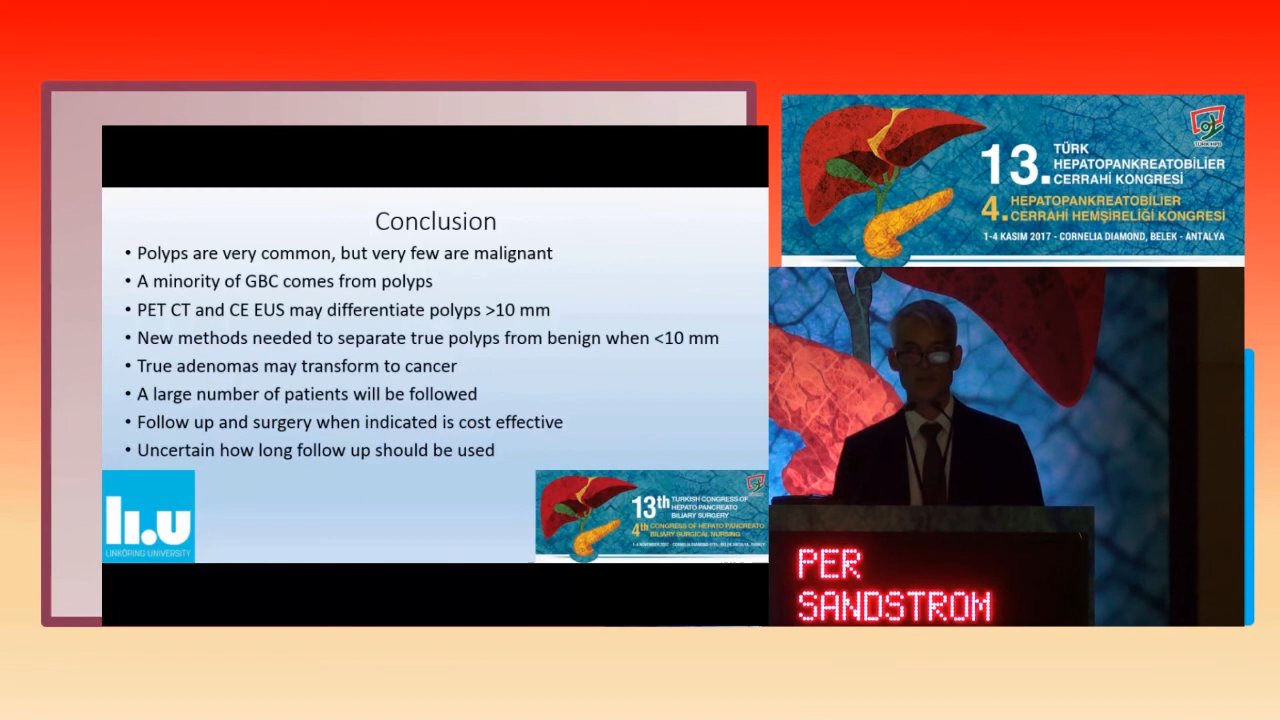 Conclusion
• Polyps are very common, but very few are malignant
• A minority of GBC comes from polyps
• PET CT and CE EUS may differentiate polyps >10 mm
• New methods needed to separate true polyps from benign when <10 mm
• True adenomas may transform to cancer
• A large number of patients will be followed
• Follow up and surgery when indicated is cost effective
• Uncertain how long follow up should be used
li.u
LINKÖPING UNIVERSITY
13th TURKISH CONGRESS OF
HEPATO PANCREATO
BILIARY SURGERY
4th CONGRESS OF HEPATO PANCREATO
BILIARY SURGICAL NURSING
13. TÜRK
HEPATOPANKREATOBİLİER
CERRAHİ KONGRESİ
4. HEPATOPANKREATOBİLİER
CERRAHİ HEMŞİRELİĞİ KONGRESİ
1-4 KASIM 2017 - CORNELIA DIAMOND, BELEK - ANTALYA
PER
SANDSTROM